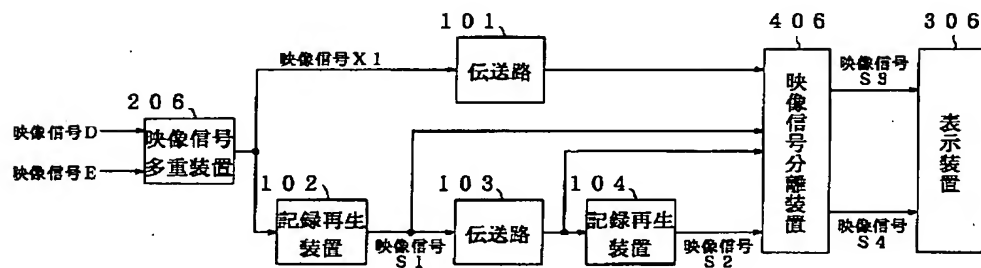 101
406
306
映像信号X1
伝送路
映像信号
S3
206
映像信号D
映像信号E
映像信号
多重装置
映像信号分離装置
表示装置
102
103
104
記録再生
装置
映像信号
S1
伝送路
記録再生
装置
映像信号
S2
映像信号
S4